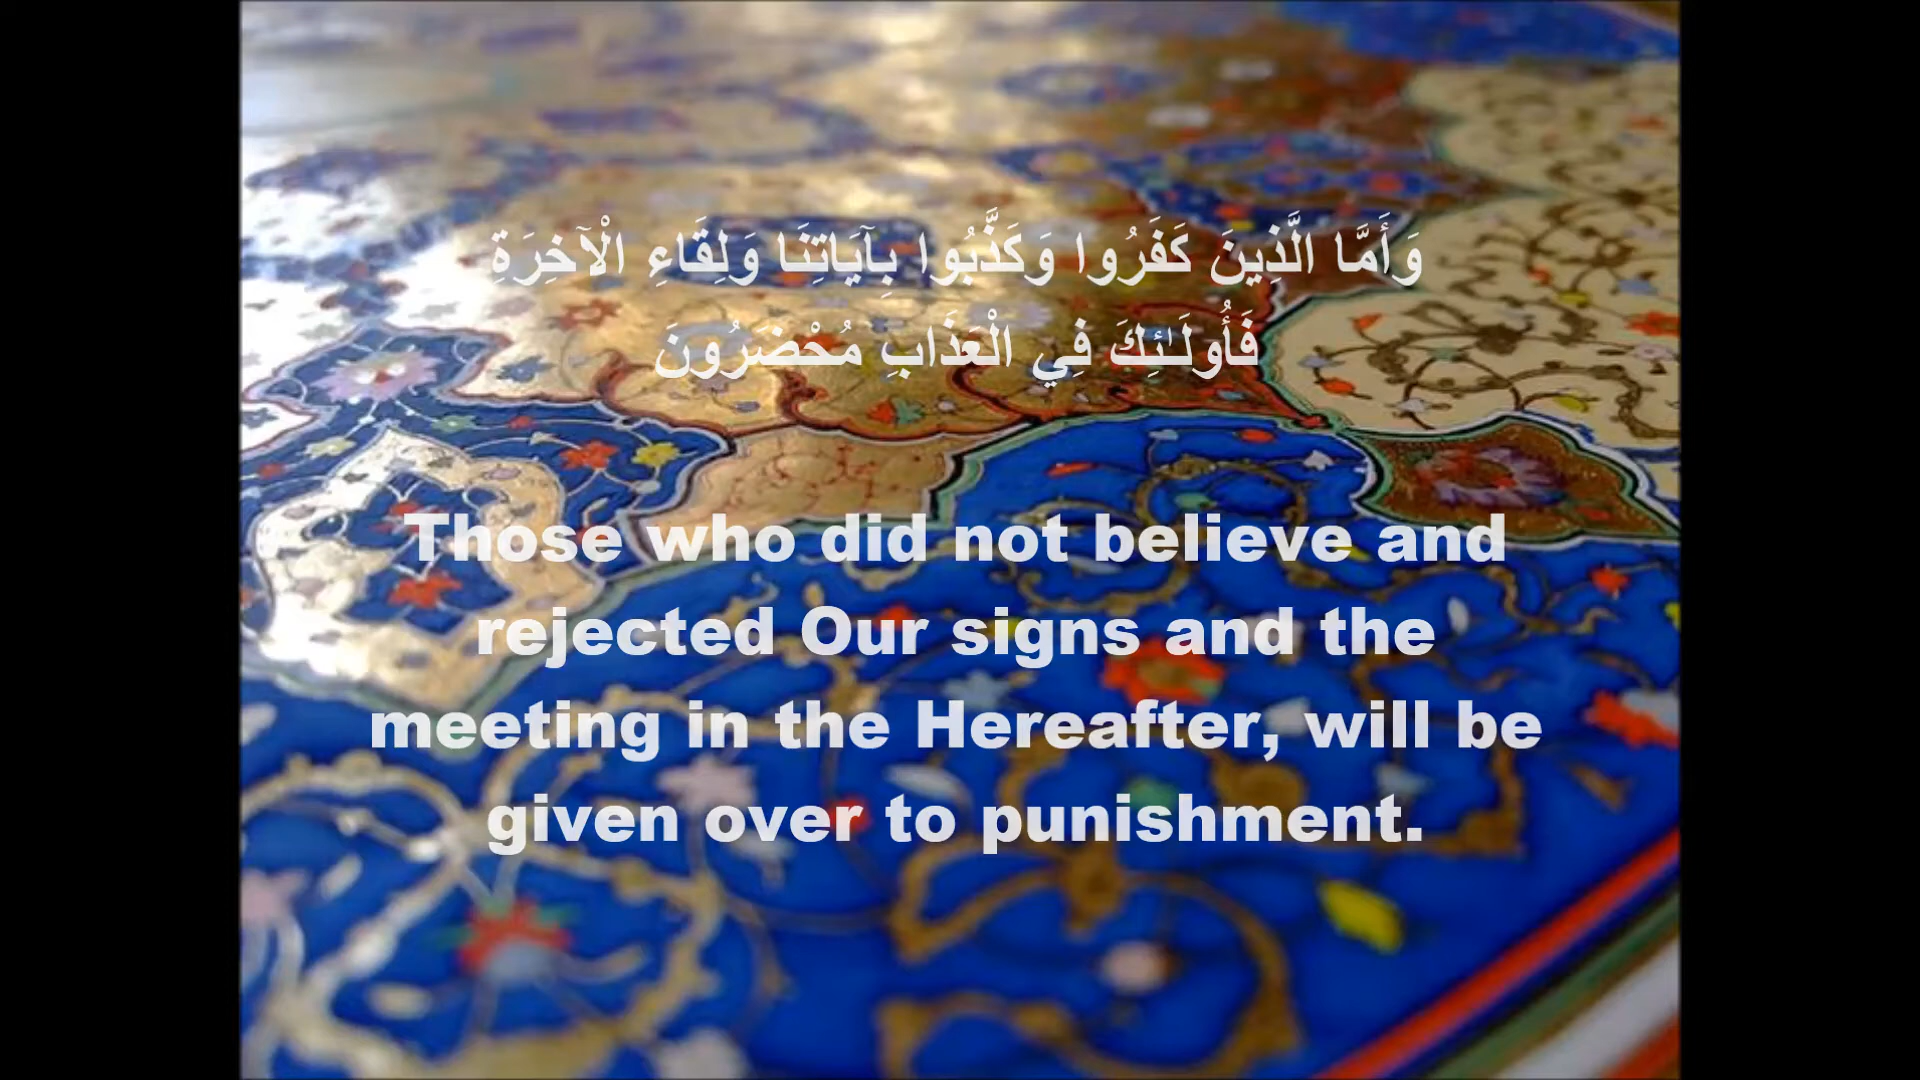 وَأَمَّا الَّذِينَ كَفَرُوا وَكَذَّبُوا بِآيَاتِنَا وَلِقَاءِ الْآخِرَةِ
فَأُولَـٰئِكَ فِي الْعَذَابِ مُحْضَرُونَ
Those who did not believe and
rejected Our signs and the
meeting in the Hereafter, will be
given over to punishment.